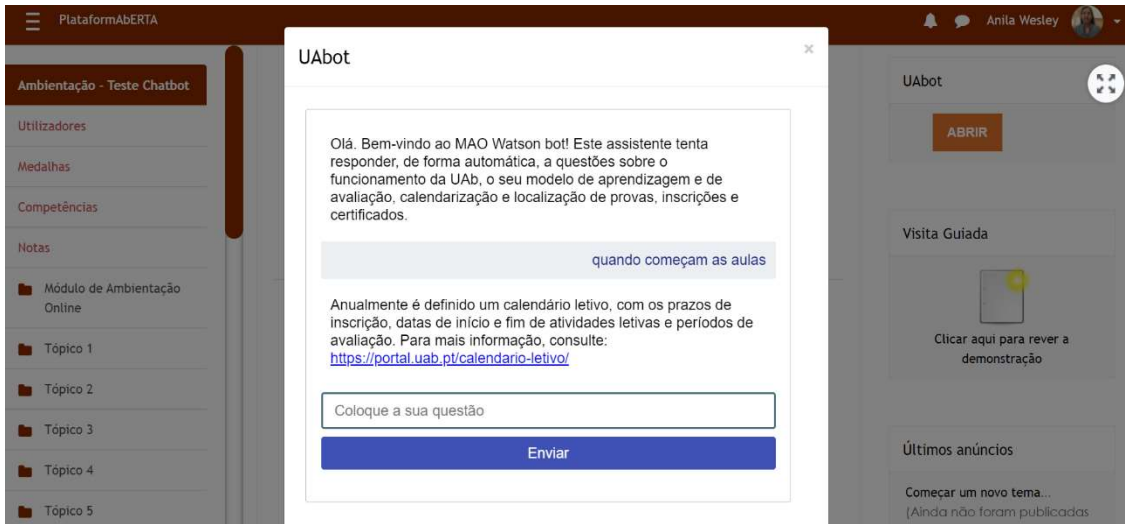 PlataformAbERTA
Anila Wesley
Ambientação - Teste Chatbot
Utilizadores
Medalhas
Competências
Notas
Módulo de Ambientação
Online
Tópico 1
Tópico 2
Tópico 3
Tópico 4
Tópico 5
UAbot
×
Olá. Bem-vindo ao MAO Watson bot! Este assistente tenta
responder, de forma automática, a questões sobre o
funcionamento da UAb, o seu modelo de aprendizagem e de
avaliação, calendarização e localização de provas, inscrições e
certificados.
quando começam as aulas
Anualmente é definido um calendário letivo, com os prazos de
inscrição, datas de início e fim de atividades letivas e períodos de
avaliação. Para mais informação, consulte:
https://portal.uab.pt/calendario-letivo/
Coloque a sua questão
Enviar
UAbot
ABRIR
Visita Guiada
Clicar aqui para rever a
demonstração
Últimos anúncios
Começar um novo tema...
(Ainda não foram publicadas